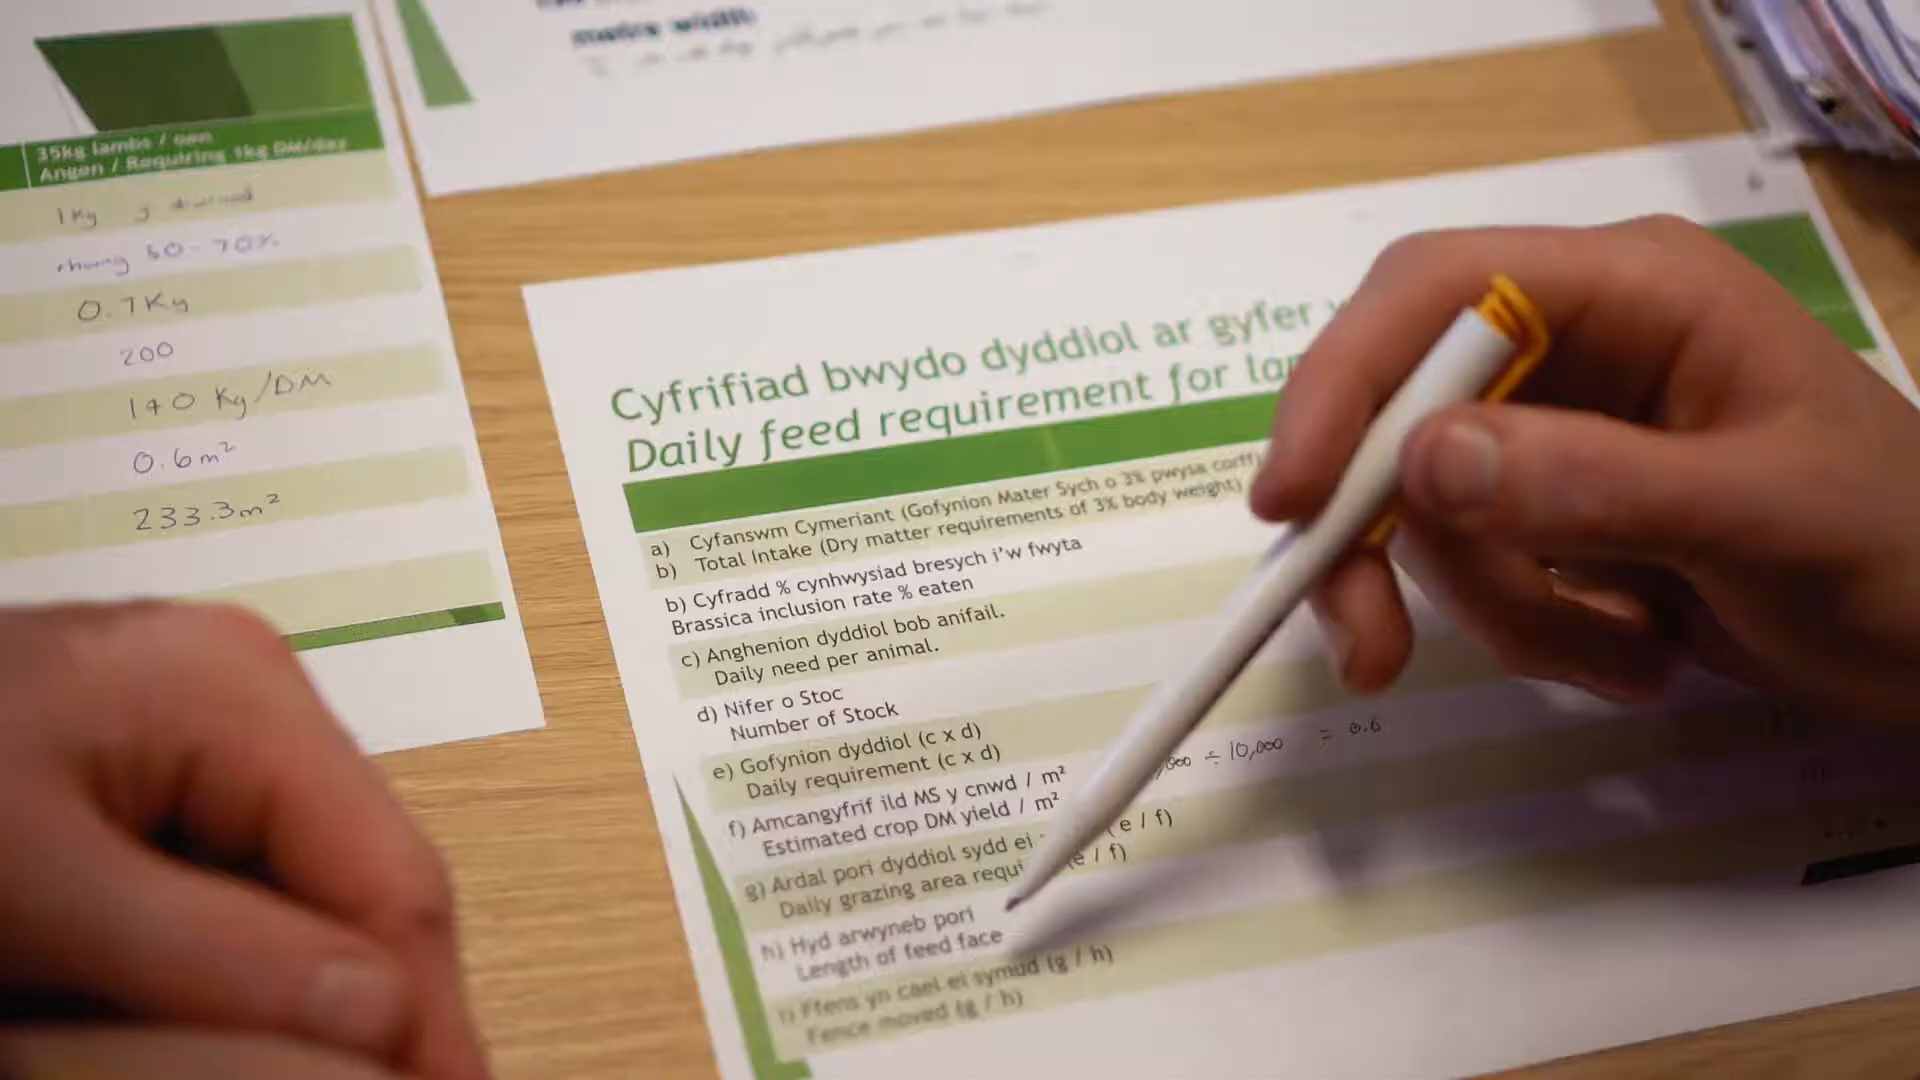 metre width
35kg lambs / oen
Angen / Requiring 1kg DM/day
1Kg
rhwng 60 - 70%
0.7Kg
200
140 Kg/DM
0.6m²
233.3m²
Cyfrifiad bwydo dyddiol ar gyfer
Daily feed requirement for
a) Cyfanswm Cymeriant (Gofynion Mater Sych o 3% pwysa corff)
b) Total Intake (Dry matter requirements of 3% body weight)
b) Cyfradd % cynhwysiad bresych i'w fwyta
Brassica inclusion rate % eaten
c) Anghenion dyddiol bob anifail.
Daily need per animal.
d) Nifer o Stoc
Number of Stock
e) Gofynion dyddiol (c x d)
Daily requirement (c x d)
f) Amcangyfrif ild MS y cnwd / m²
Estimated crop DM yield / m²
÷ 10,000 = 0.6
g) Ardal pori dyddiol sydd ei (e / f)
Daily grazing area (e / f)
h) Hyd arwyneb pori
Length of feed face
i) Ffens yn cael ei symud (g / h)
Fence moved (g / h)